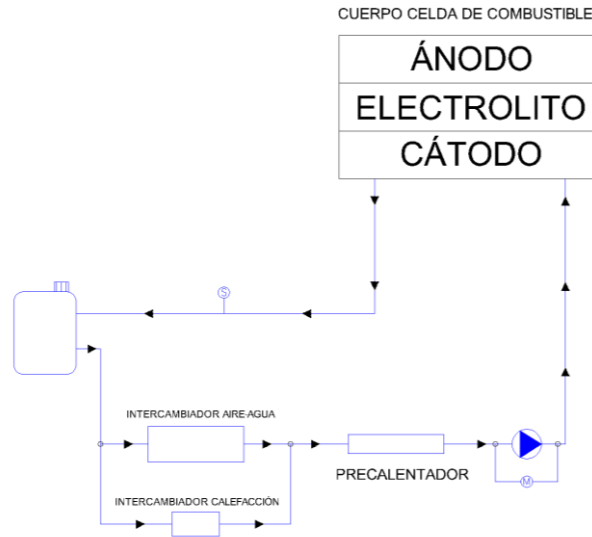 CUERPO CELDA DE COMBUSTIBLE
ÁNODO
ELECTROLITO
CÁTODO
S
INTERCAMBIADOR AIRE-AGUA
PRECALENTADOR
INTERCAMBIADOR CALEFACCIÓN
M